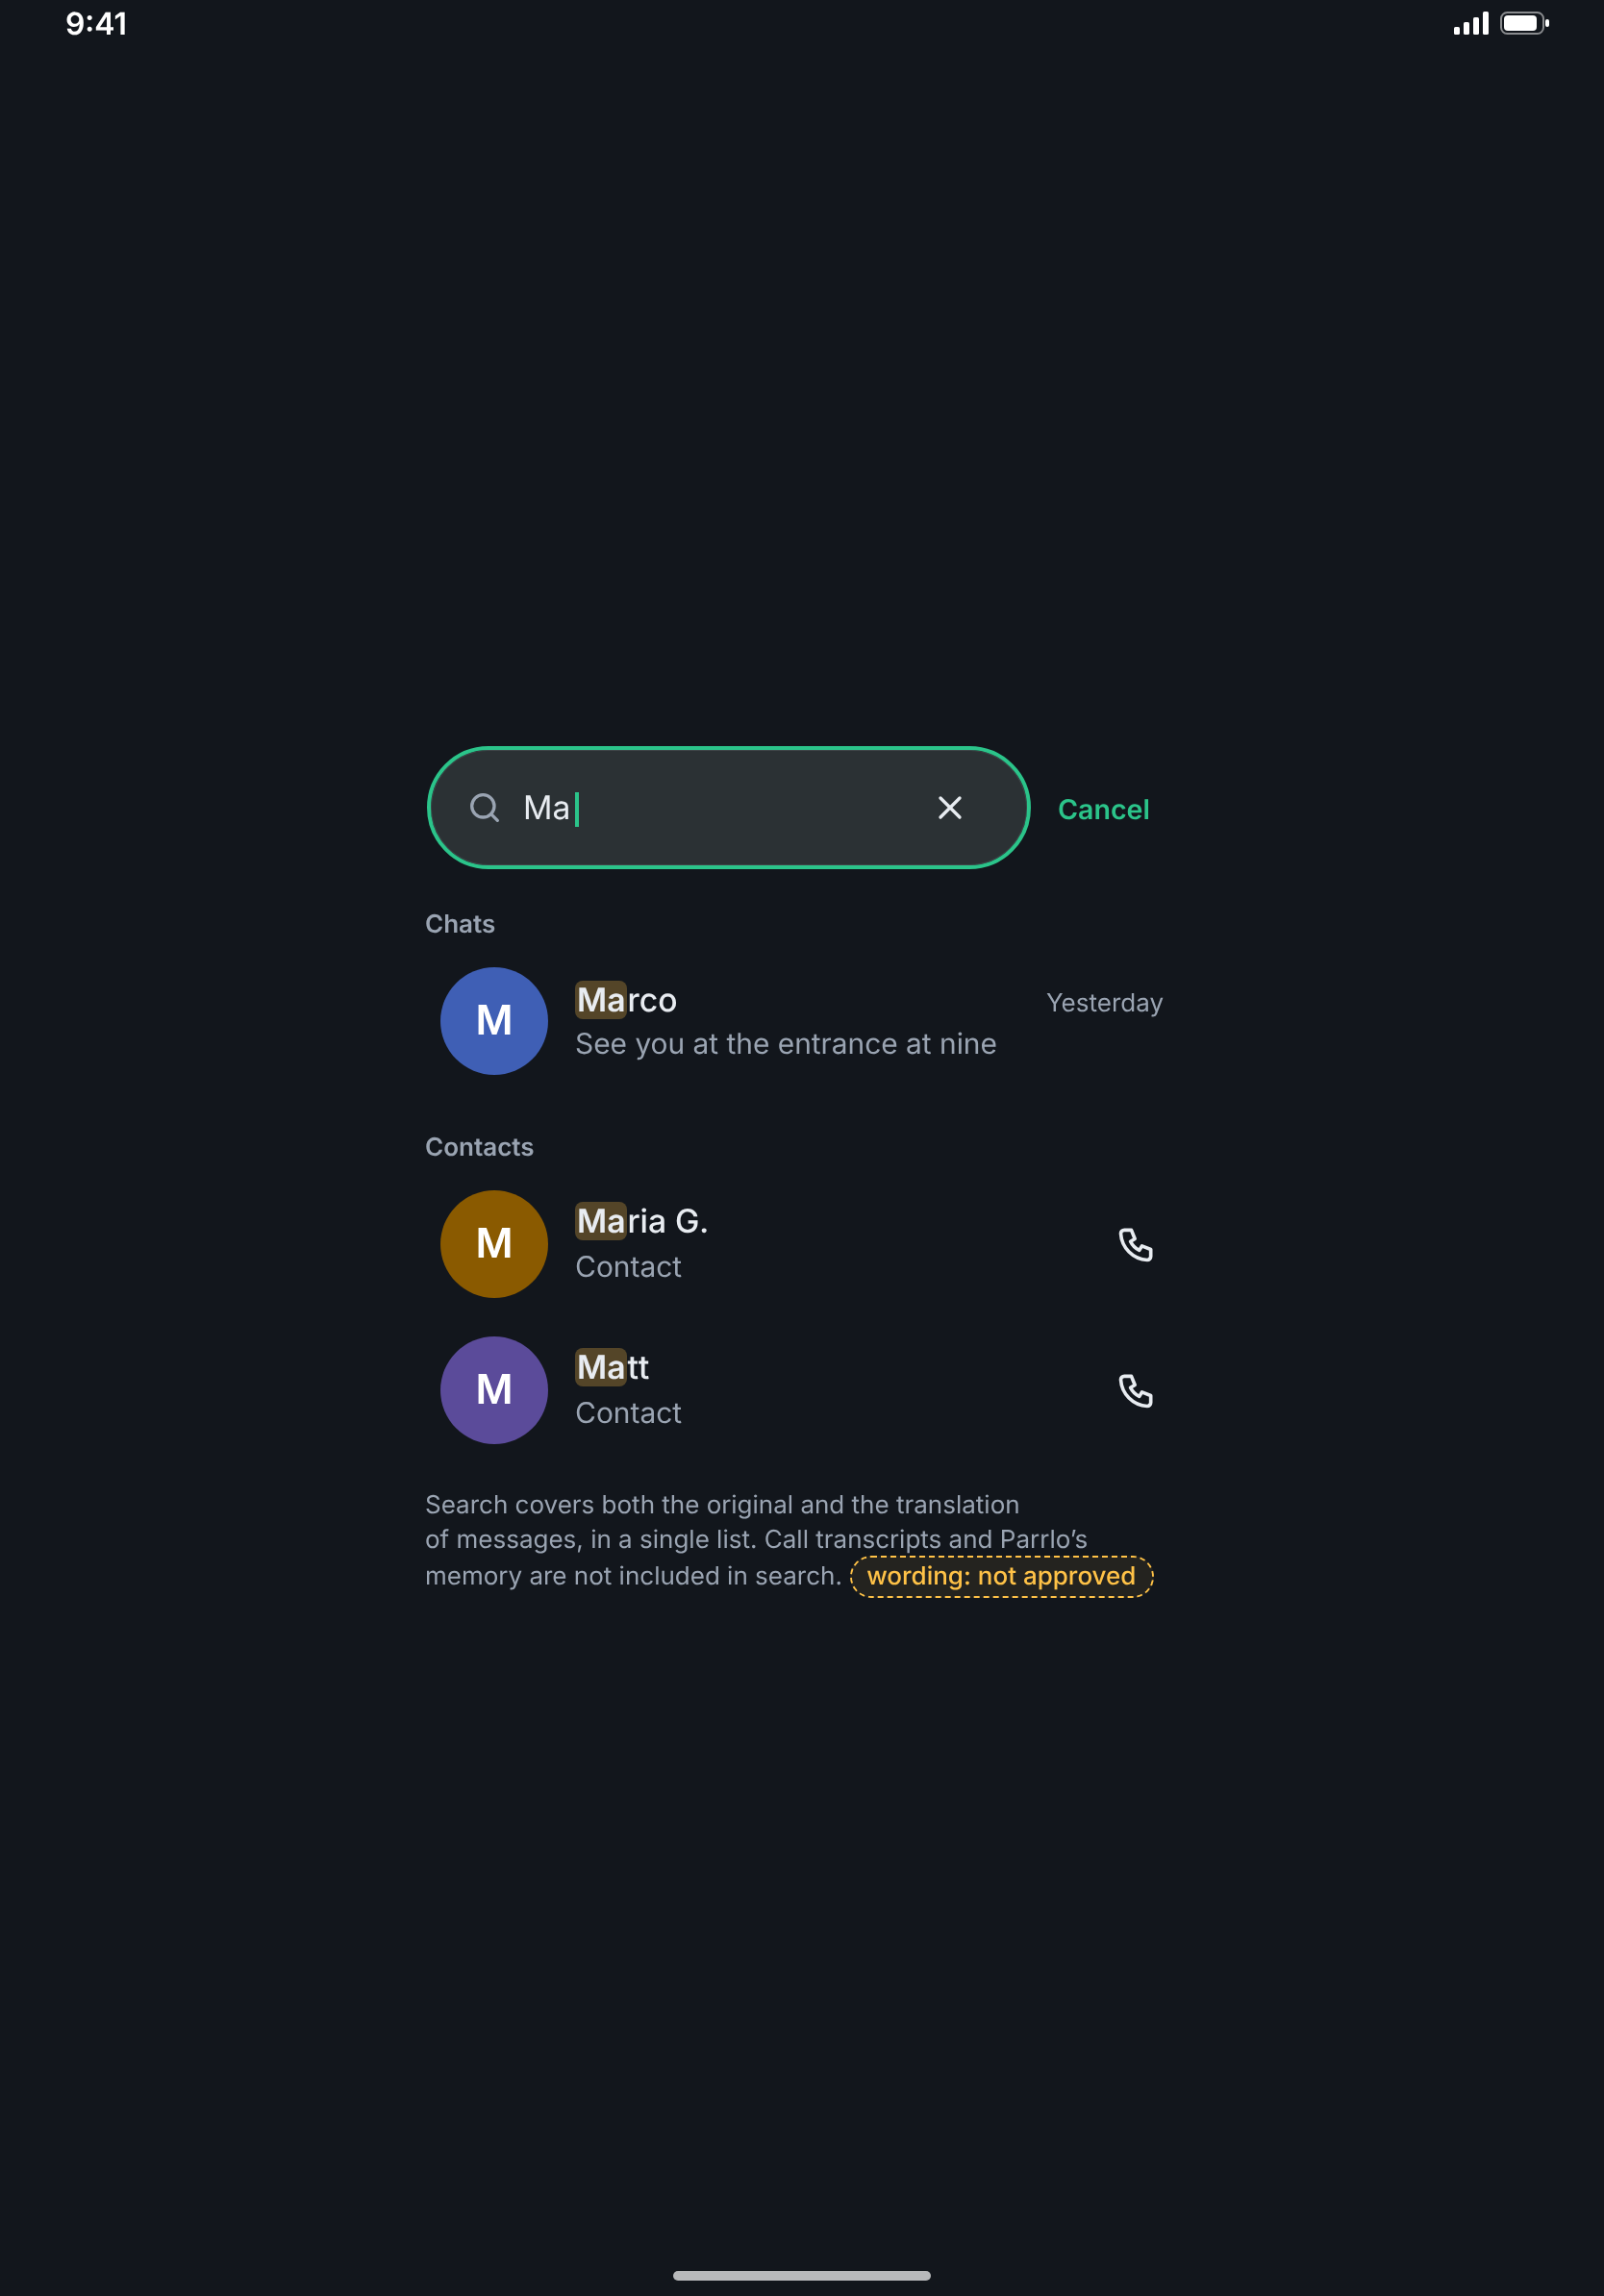 9:41
Ma
Cancel
Chats
M
Marco
Yesterday
See you at the entrance at nine
Contacts
M
Maria G.
Contact
M
Matt
Contact
Search covers both the original and the translation
of messages, in a single list. Call transcripts and Parrlo’s
memory are not included in search. wording: not approved